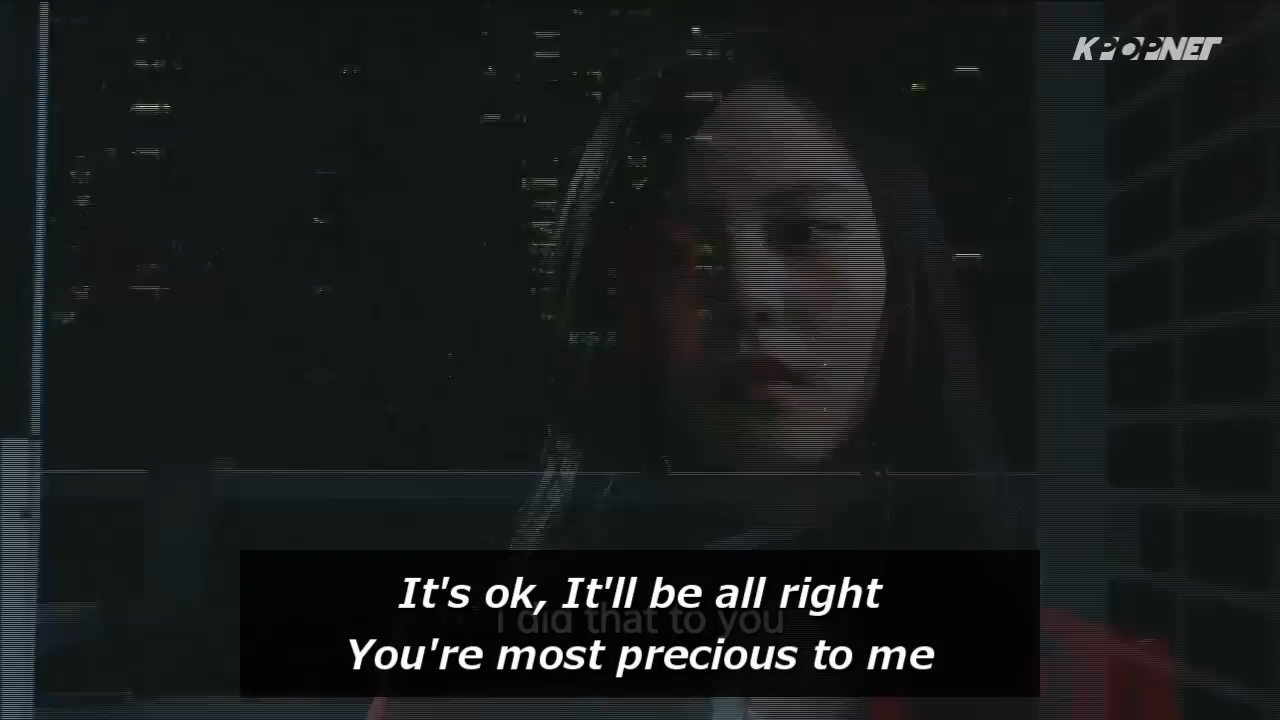 KPOPNET
It's ok, It'll be all right
I did that to you
You're most precious to me